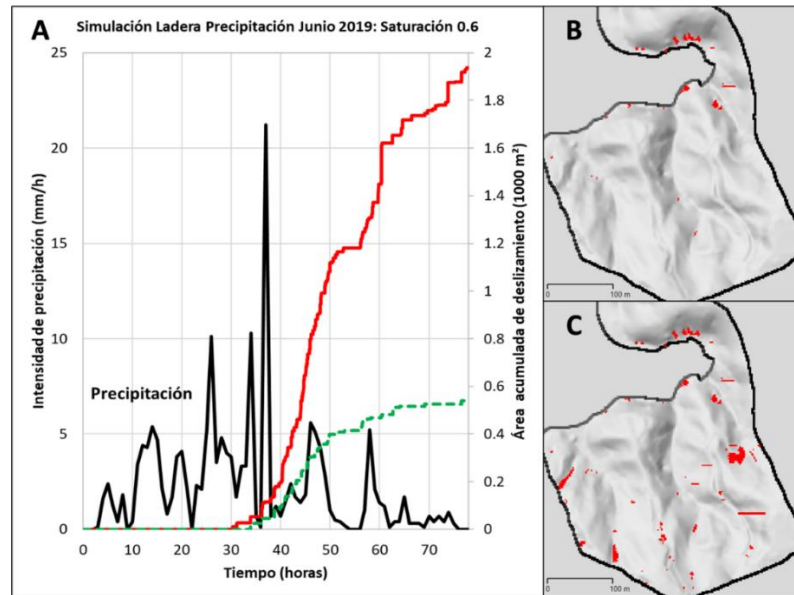 A
Simulación Ladera Precipitación Junio 2019: Saturación 0.6
Intensidad de precipitación (mm/h)
25
20
15
10
5
0
Precipitación
0 10 20 30 40 50 60 70
Tiempo (horas)
2
1.8
1.6
1.4
1.2
1
0.8
0.6
0.4
0.2
0
Área acumulada de deslizamiento (1000 m²)
B
0 100 m
C
0 100 m